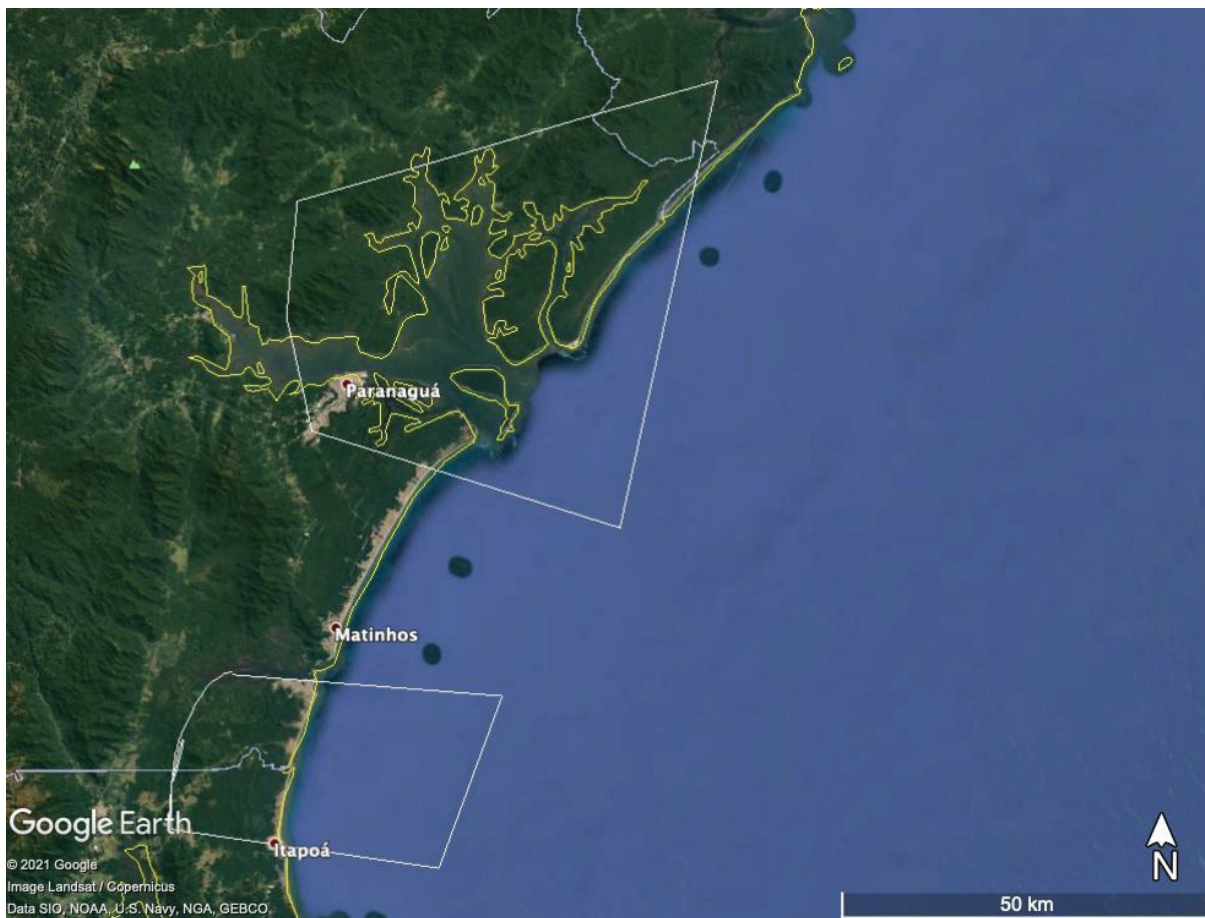 Paranaguá
Matinhos
Itapoá
Google Earth
© 2021 Google
Image Landsat / Copernicus
Data SIO, NOAA, U.S. Navy, NGA, GEBCO
N
50 km